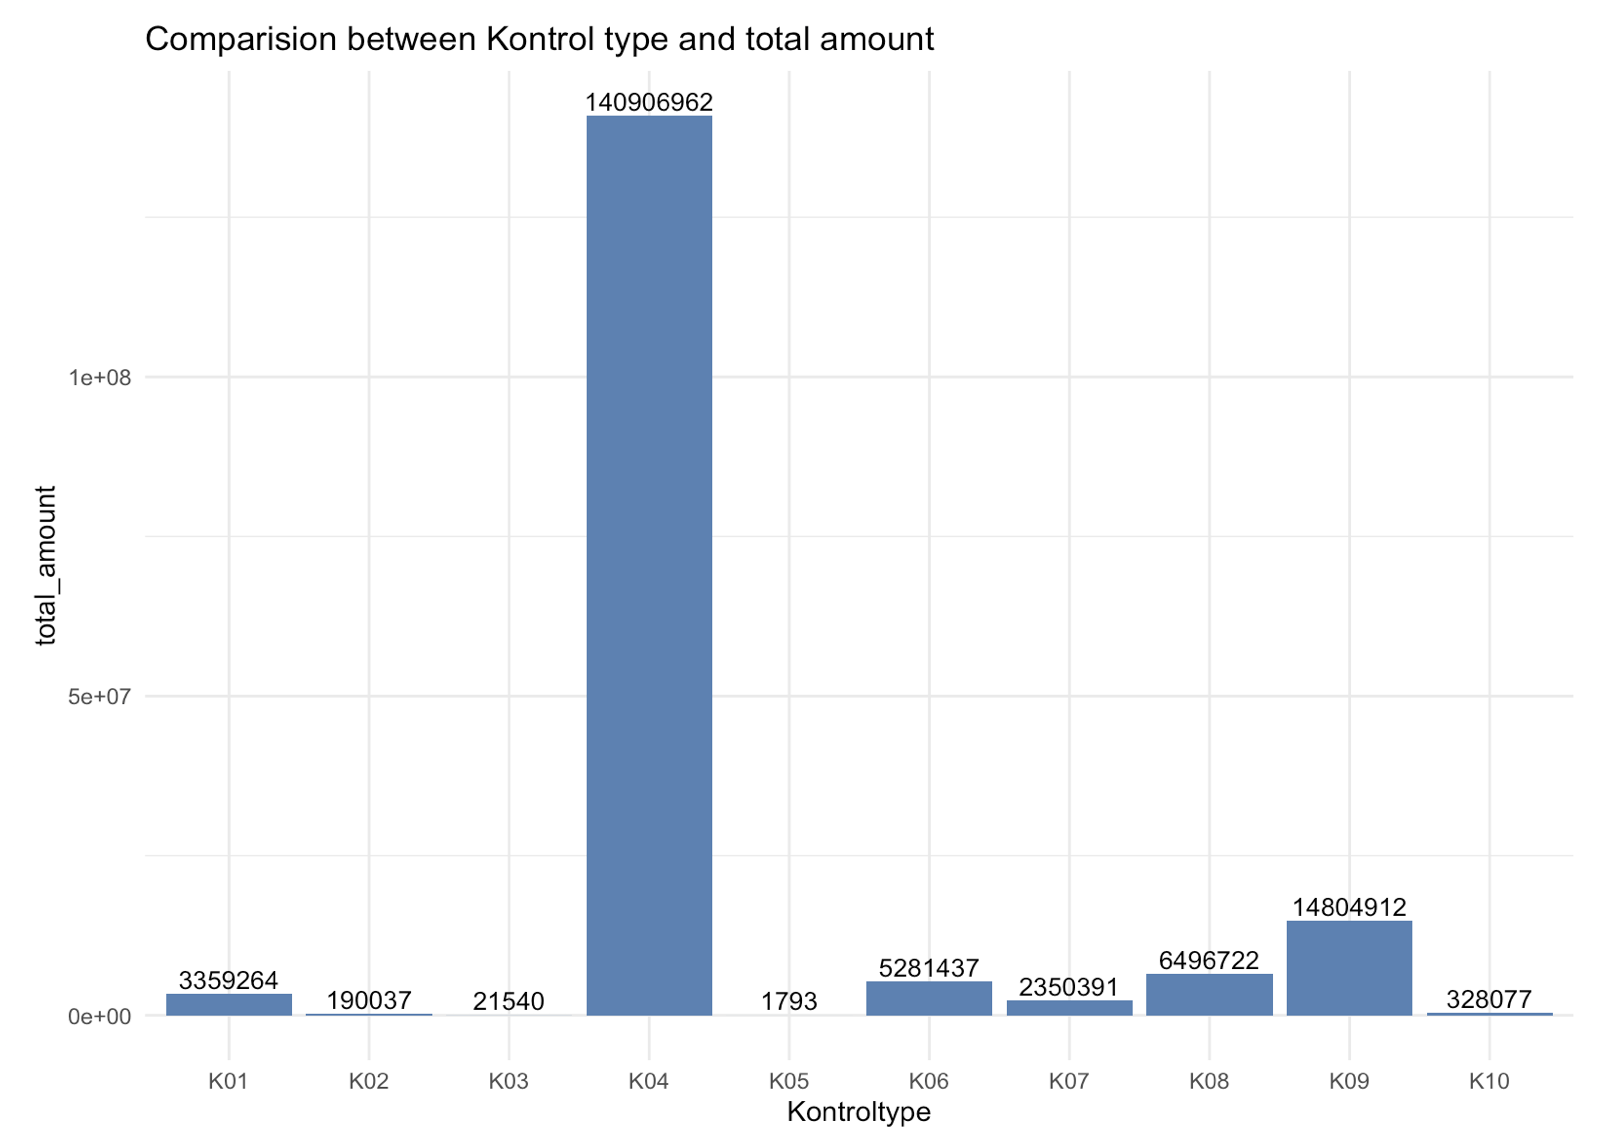 Comparision between Kontrol type and total amount
140906962
1e+08
total_amount
5e+07
14804912
6496722
5281437
3359264
2350391
190037
21540
1793
328077
0e+00
K01 K02 K03 K04 K05 K06 K07 K08 K09 K10
Kontroltype